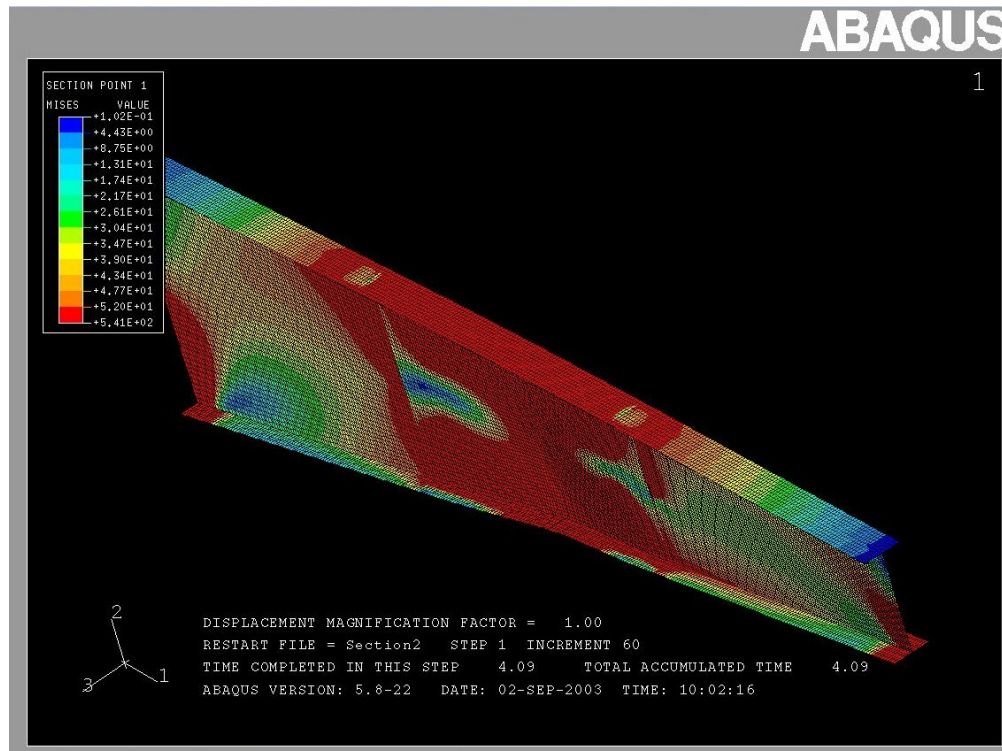 ABAQUS
1
SECTION POINT 1
MISES VALUE
+1.02E-01
+4.43E+00
+8.75E+00
+1.31E+01
+1.74E+01
+2.17E+01
+2.61E+01
+3.04E+01
+3.47E+01
+3.90E+01
+4.34E+01
+4.77E+01
+5.20E+01
+5.41E+02
2
3
1
DISPLACEMENT MAGNIFICATION FACTOR = 1.00
RESTART FILE = Section2 STEP 1 INCREMENT 60
TIME COMPLETED IN THIS STEP 4.09 TOTAL ACCUMULATED TIME 4.09
ABAQUS VERSION: 5.8-22 DATE: 02-SEP-2003 TIME: 10:02:16